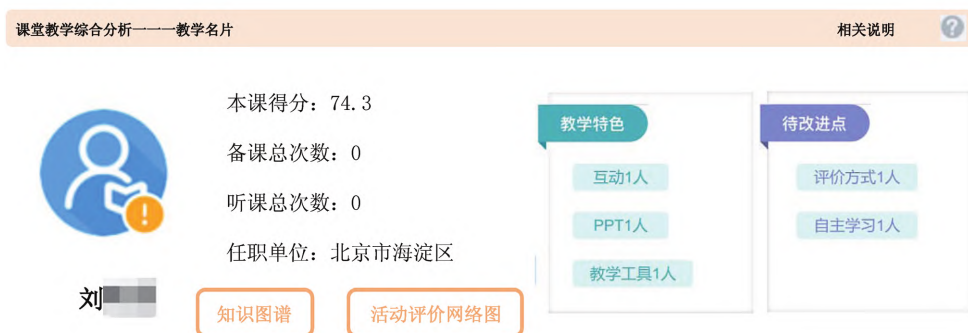 课堂教学综合分析一一一教学名片
相关说明
本课得分：74.3
备课总次数：0
听课总次数：0
任职单位：北京市海淀区
刘
知识图谱
活动评价网络图
教学特色
互动1人
PPT1人
教学工具1人
待改进点
评价方式1人
自主学习1人